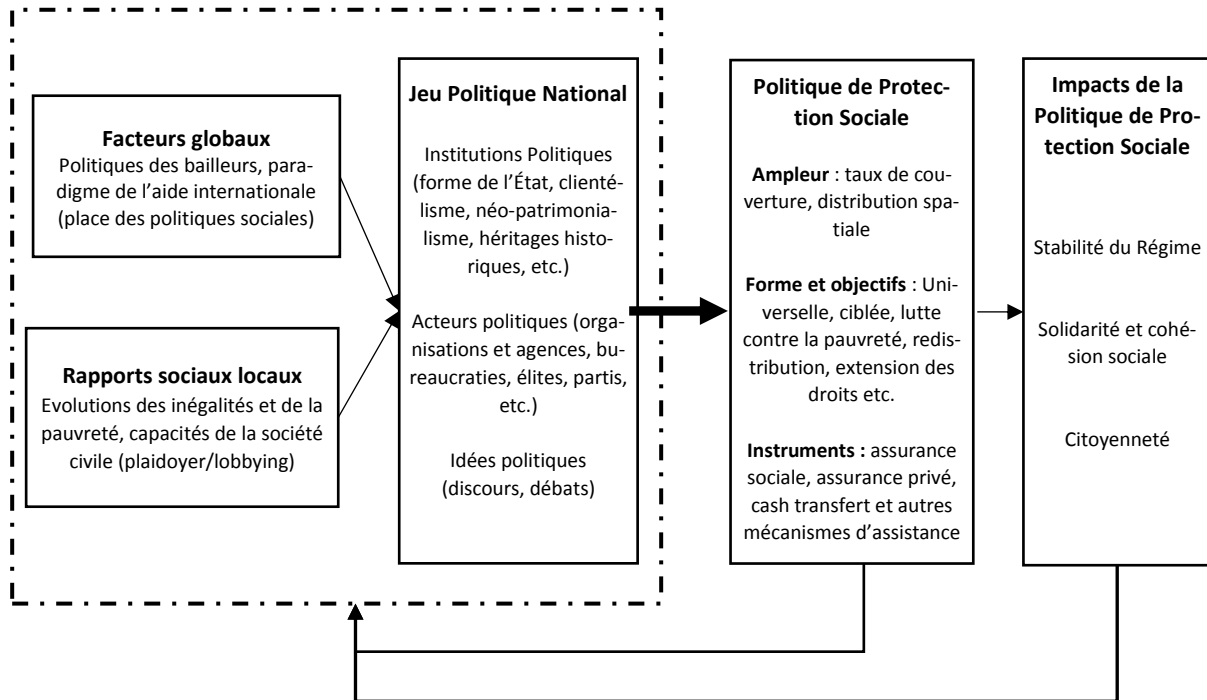 Facteurs globaux
Politiques des bailleurs, para-
digme de l’aide internationale
(place des politiques sociales)
Rapports sociaux locaux
Evolutions des inégalités et de la
pauvreté, capacités de la société
civile (plaidoyer/lobbying)
Jeu Politique National
Institutions Politiques
(forme de l’État, clienté-
lisme, néo-patrimonia-
lisme, héritages histo-
riques, etc.)
Acteurs politiques (orga-
nisations et agences, bu-
reaucraties, élites, partis,
etc.)
Idées politiques
(discours, débats)
Politique de Protec-
tion Sociale
Ampleur : taux de cou-
verture, distribution spa-
tiale
Forme et objectifs : Uni-
verselle, ciblée, lutte
contre la pauvreté, redis-
tribution, extension des
droits etc.
Instruments : assurance
sociale, assurance privé,
cash transfert et autres
mécanismes d’assistance
Impacts de la
Politique de Pro-
tection Sociale
Stabilité du Régime
Solidarité et cohé-
sion sociale
Citoyenneté